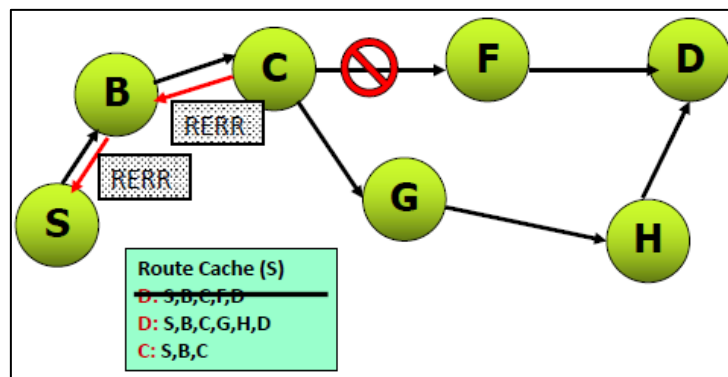 C
F
D
B
RERR
RERR
S
G
H
Route Cache (S)
D: S,B,C,F,D
D: S,B,C,G,H,D
C: S,B,C